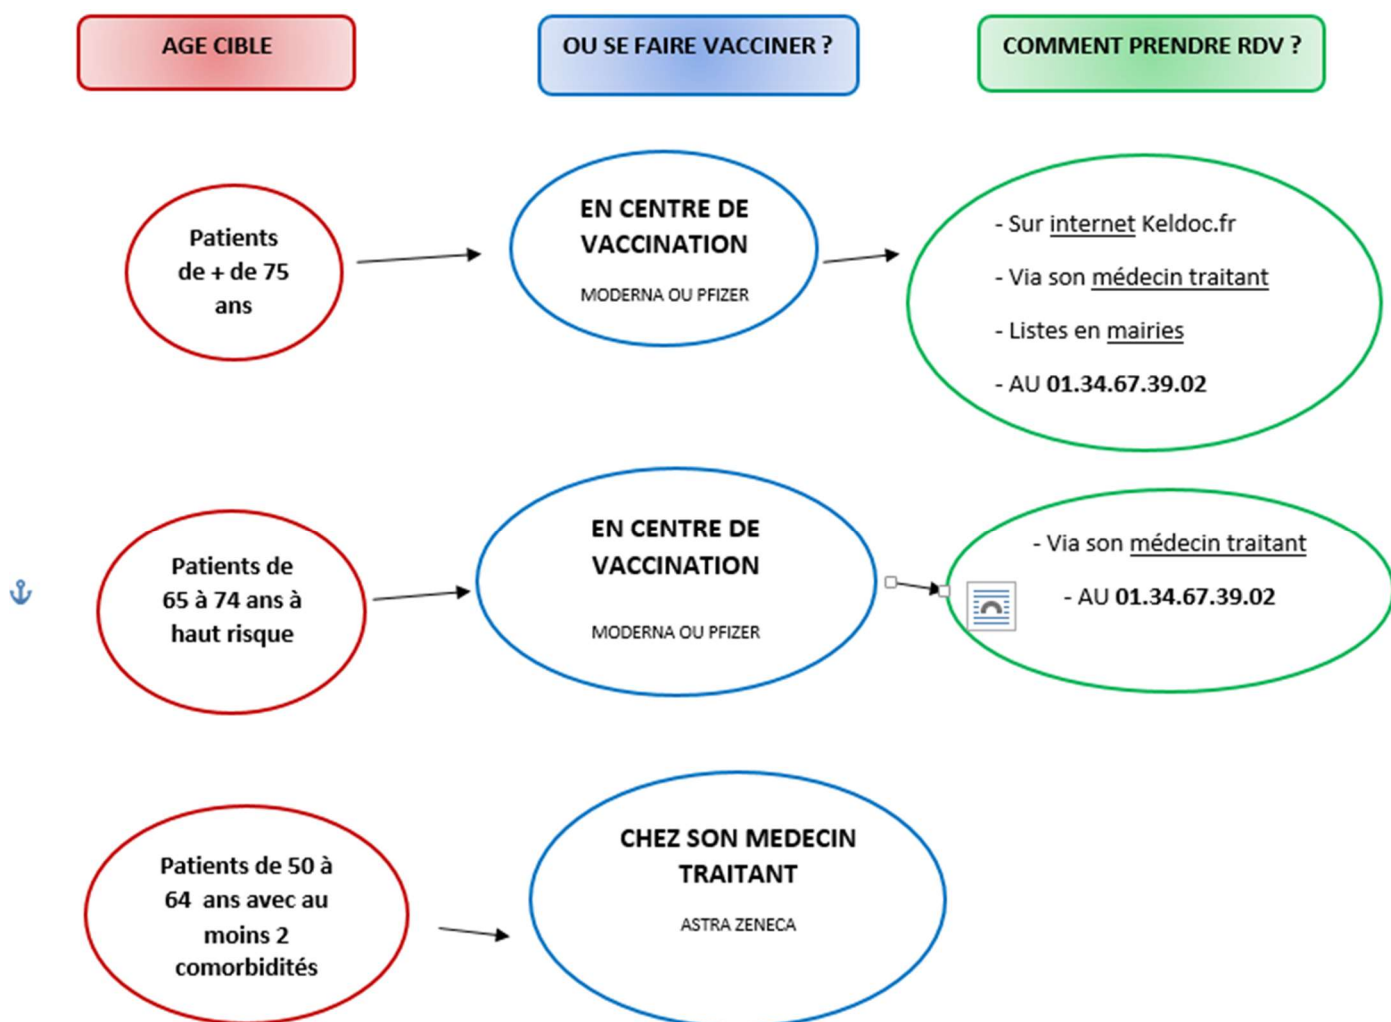 AGE CIBLE
OU SE FAIRE VACCINER ?
COMMENT PRENDRE RDV ?
Patients
de + de 75
ans
EN CENTRE DE
VACCINATION
MODERNA OU PFIZER
- Sur internet Keldoc.fr
- Via son médecin traitant
- Listes en mairies
- AU 01.34.67.39.02
Patients de
65 à 74 ans à
haut risque
EN CENTRE DE
VACCINATION
MODERNA OU PFIZER
- Via son médecin traitant
- AU 01.34.67.39.02
Patients de 50 à
64 ans avec au
moins 2
comorbidités
CHEZ SON MEDECIN
TRAITANT
ASTRA ZENECA